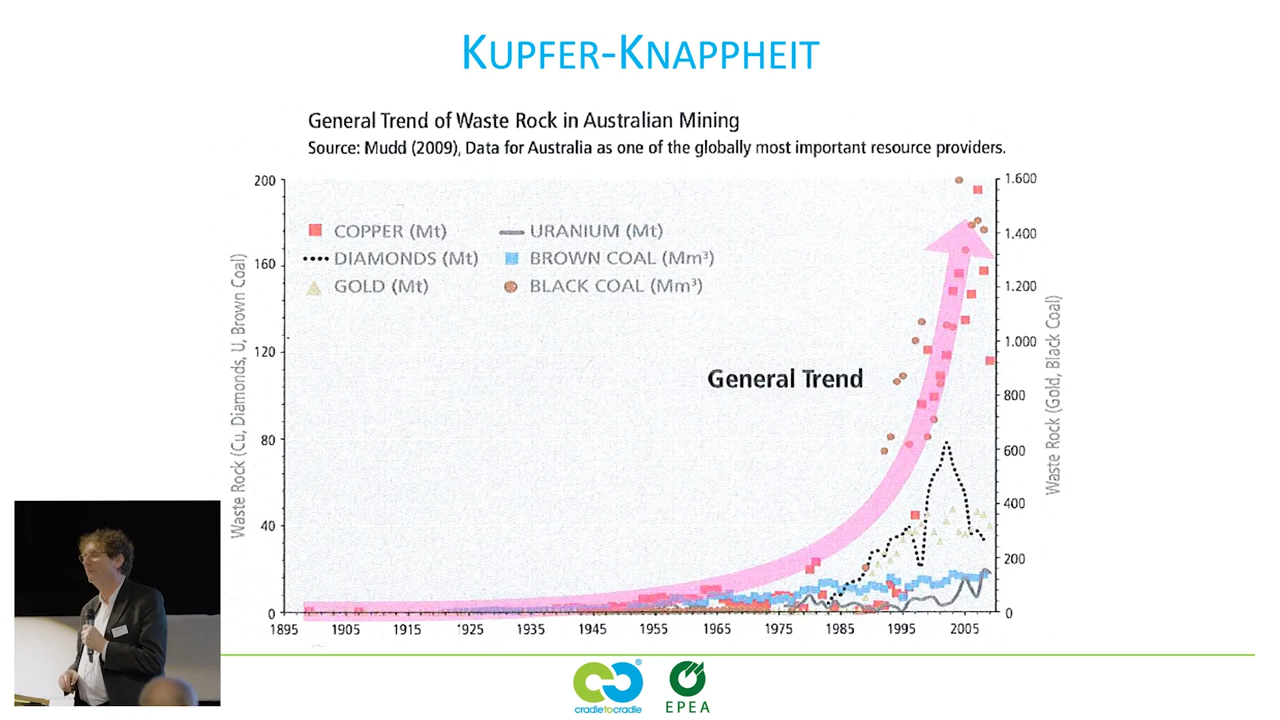 KUPFER-KNAPPHEIT
General Trend of Waste Rock in Australian Mining
Source: Mudd (2009), Data for Australia as one of the globally most important resource providers.
200
160
120
80
40
0
Waste Rock (Cu, Diamonds, U, Brown Coal)
COPPER (Mt)
DIAMONDS (Mt)
GOLD (Mt)
URANIUM (Mt)
BROWN COAL (Mm³)
BLACK COAL (Mm³)
General Trend
1.600
1,400
1,200
1.000
800
600
400
200
0
Waste Rock (Gold, Black Coal)
1895 1905 1915 1925 1935 1945 1955 1965 1975 1985 1995 2005
cradletocradle
®
EPEA